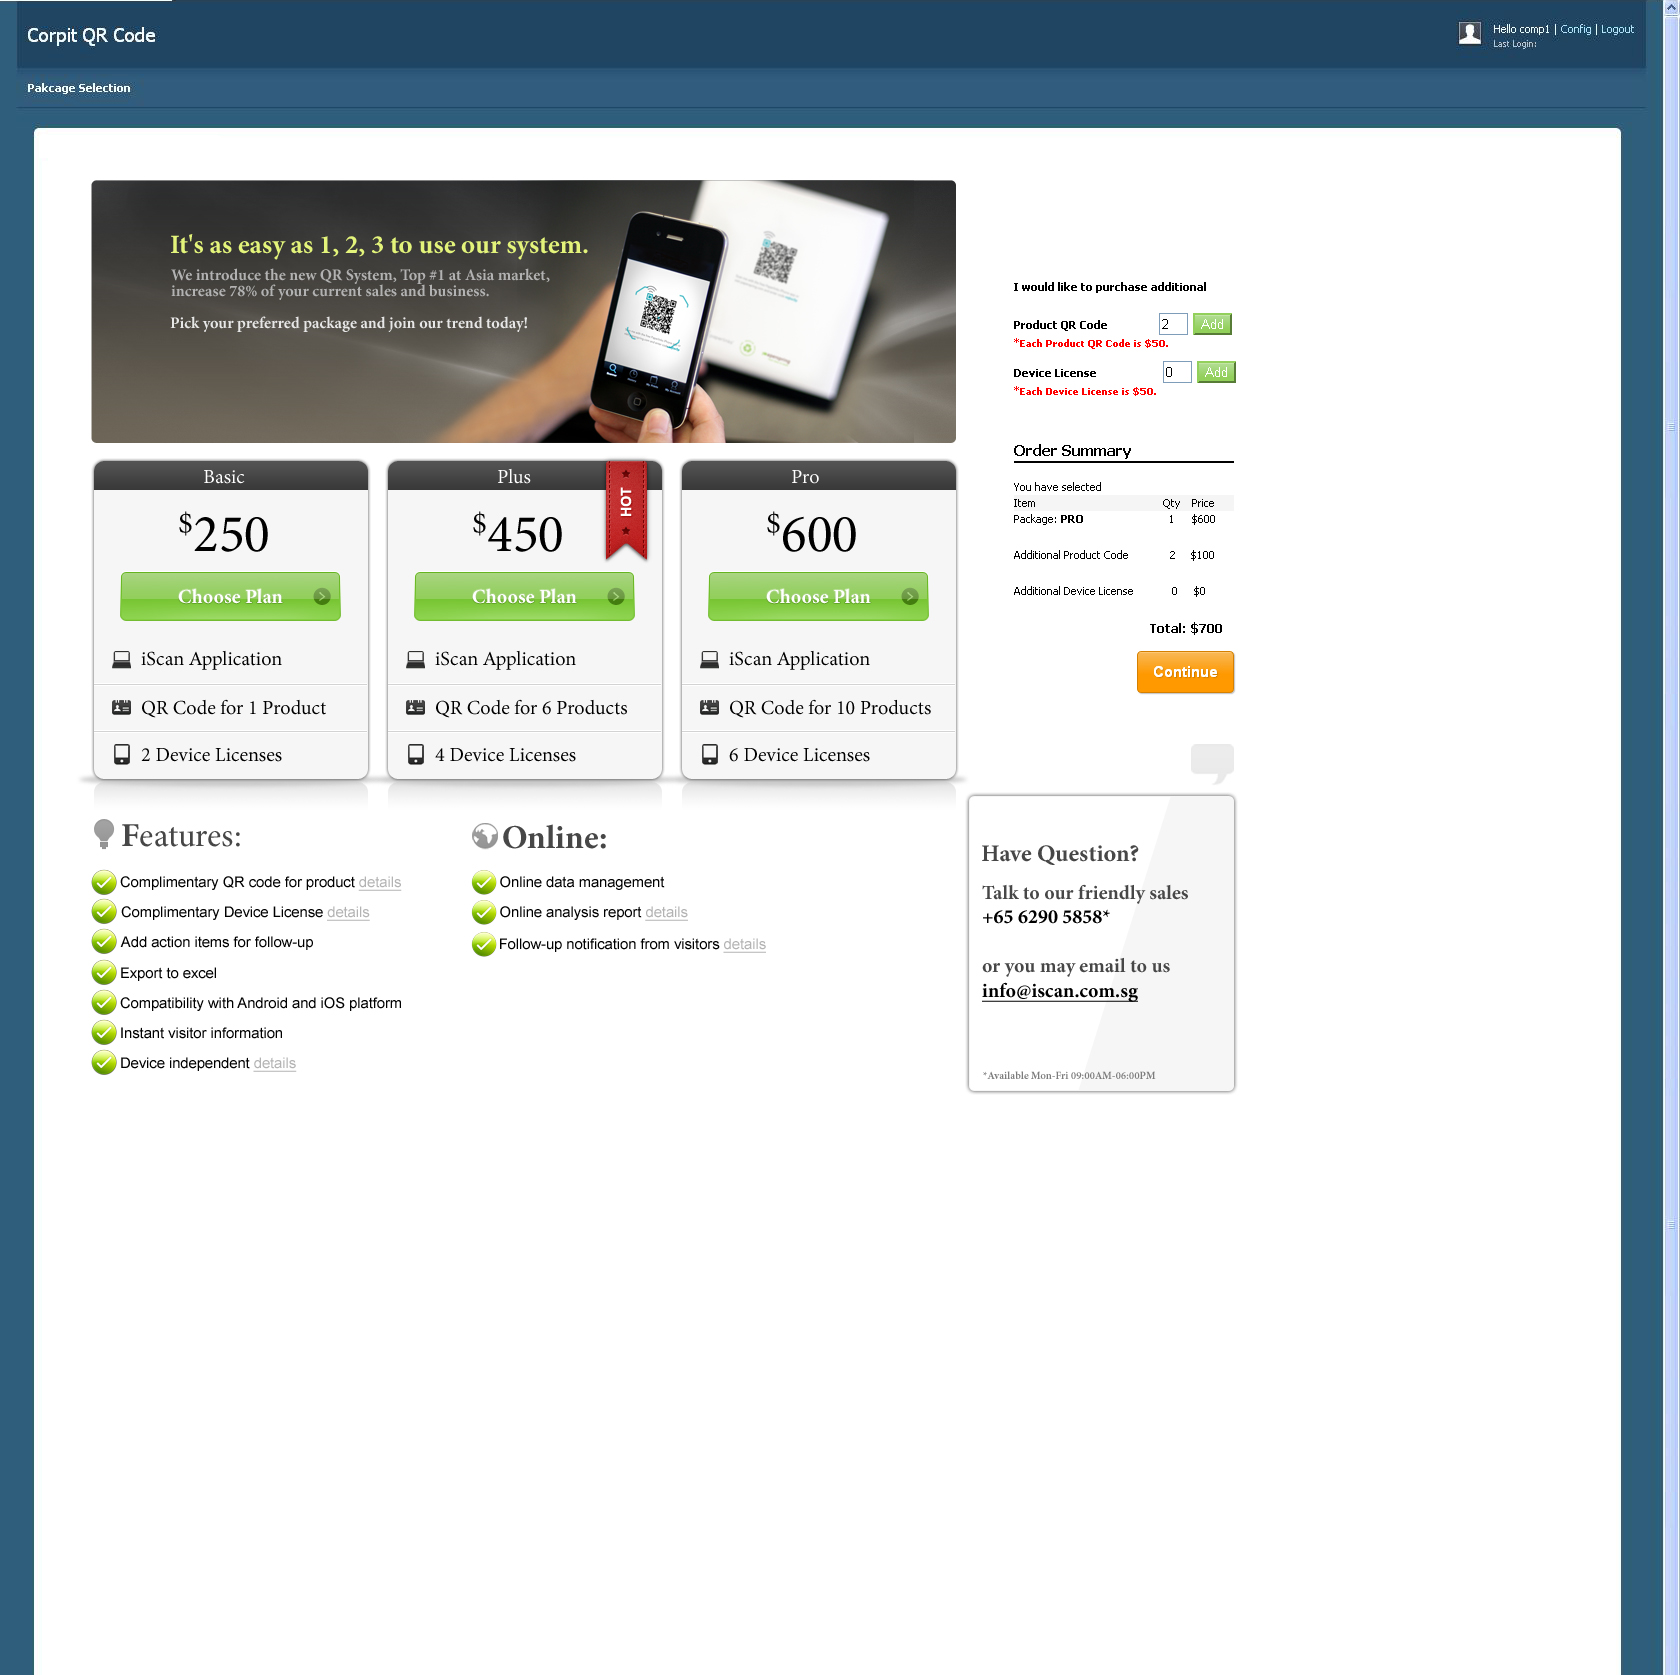 Corpit QR Code
Hello comp1 | Config | Logout
Last Login:
Pakcage Selection
It's as easy as 1, 2, 3 to use our system.
We introduce the new QR System, Top #1 at Asia market,
increase 78% of your current sales and business.
Pick your preferred package and join our trend today!
I would like to purchase additional
Product QR Code 2 Add
*Each Product QR Code is $50.
Device License 0 Add
*Each Device License is $50.
Order Summary
You have selected
Item Qty Price
Package: PRO 1 $600
Additional Product Code 2 $100
Additional Device License 0 $0
Total: $700
Continue
Basic
$250
Choose Plan
iScan Application
QR Code for 1 Product
2 Device Licenses
Plus
HOT
$450
Choose Plan
iScan Application
QR Code for 6 Products
4 Device Licenses
Pro
$600
Choose Plan
iScan Application
QR Code for 10 Products
6 Device Licenses
Features:
Complimentary QR code for product details
Complimentary Device License details
Add action items for follow-up
Export to excel
Compatibility with Android and iOS platform
Instant visitor information
Device independent details
Online:
Online data management
Online analysis report details
Follow-up notification from visitors details
Have Question?
Talk to our friendly sales
+65 6290 5858*
or you may email to us
info@iscan.com.sg
*Available Mon-Fri 09:00AM-06:00PM